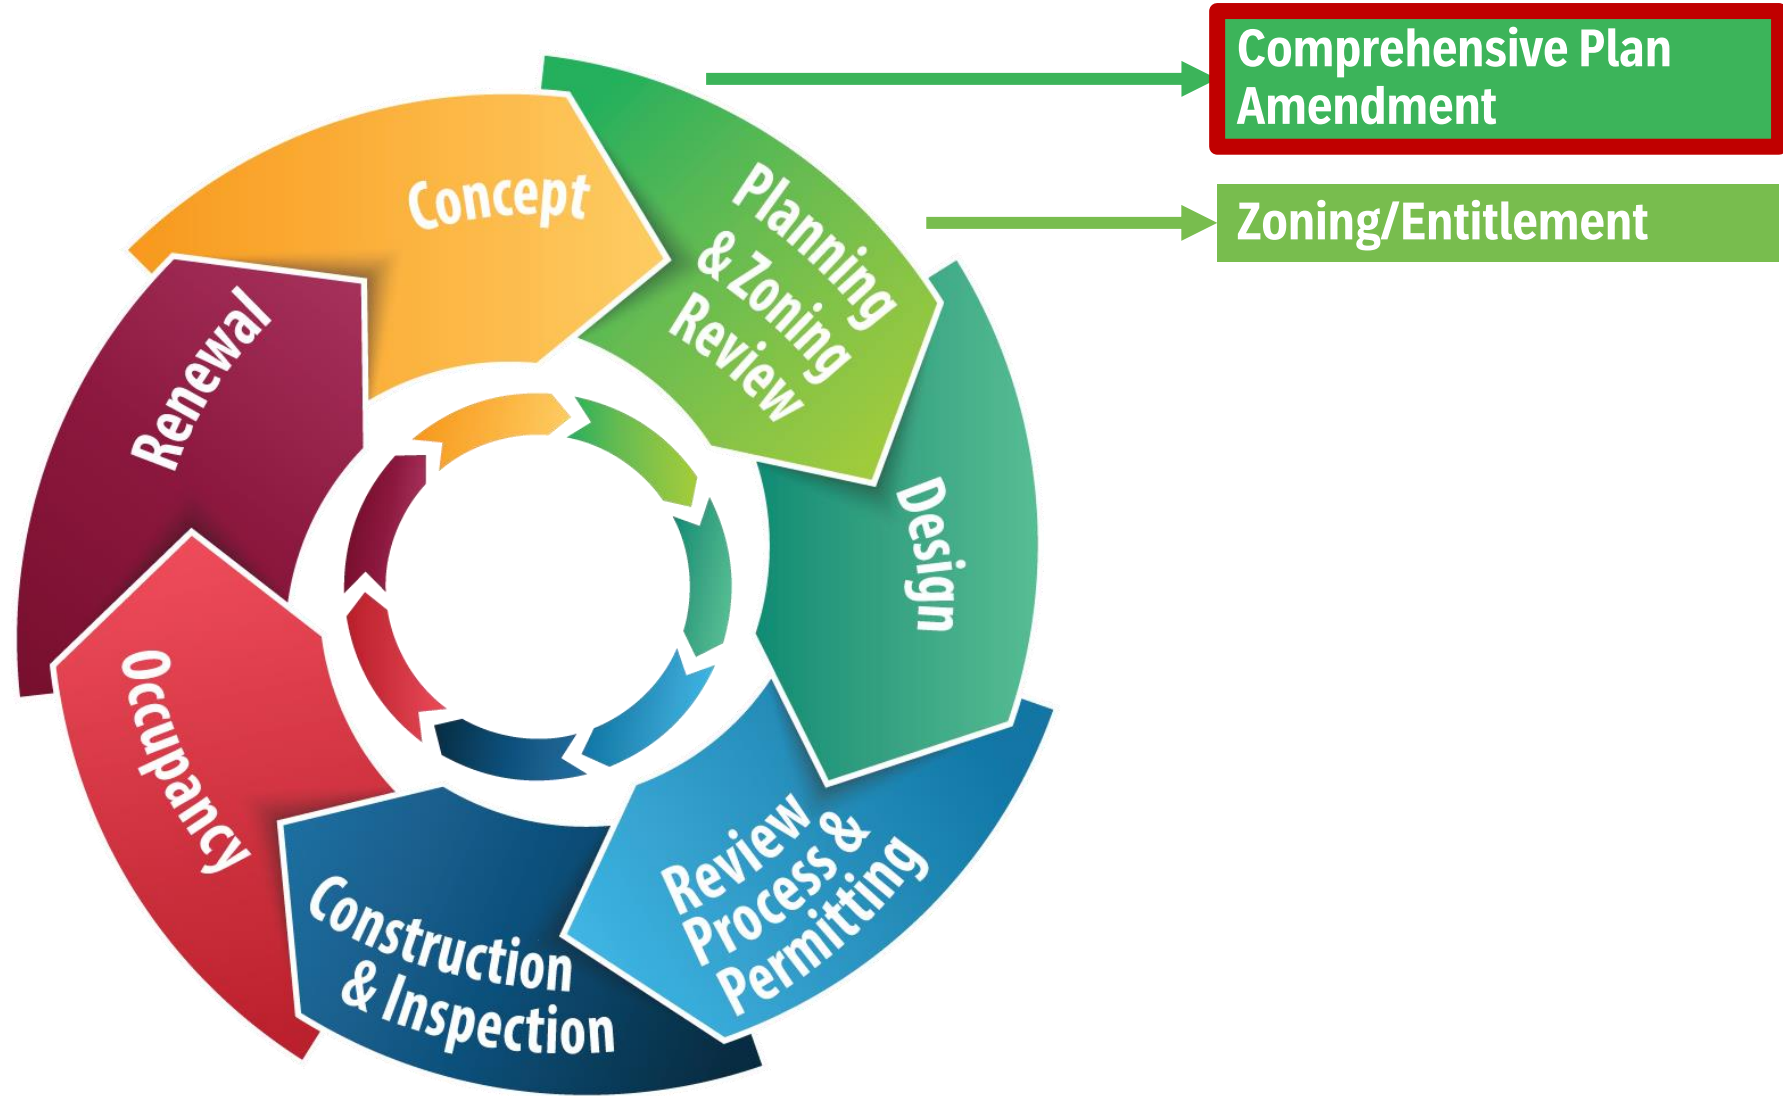 Comprehensive Plan
Amendment
Zoning/Entitlement
Concept
Planning
& Zoning
Review
Design
Review
Process &
Permitting
Construction
& Inspection
Occupancy
Renewal